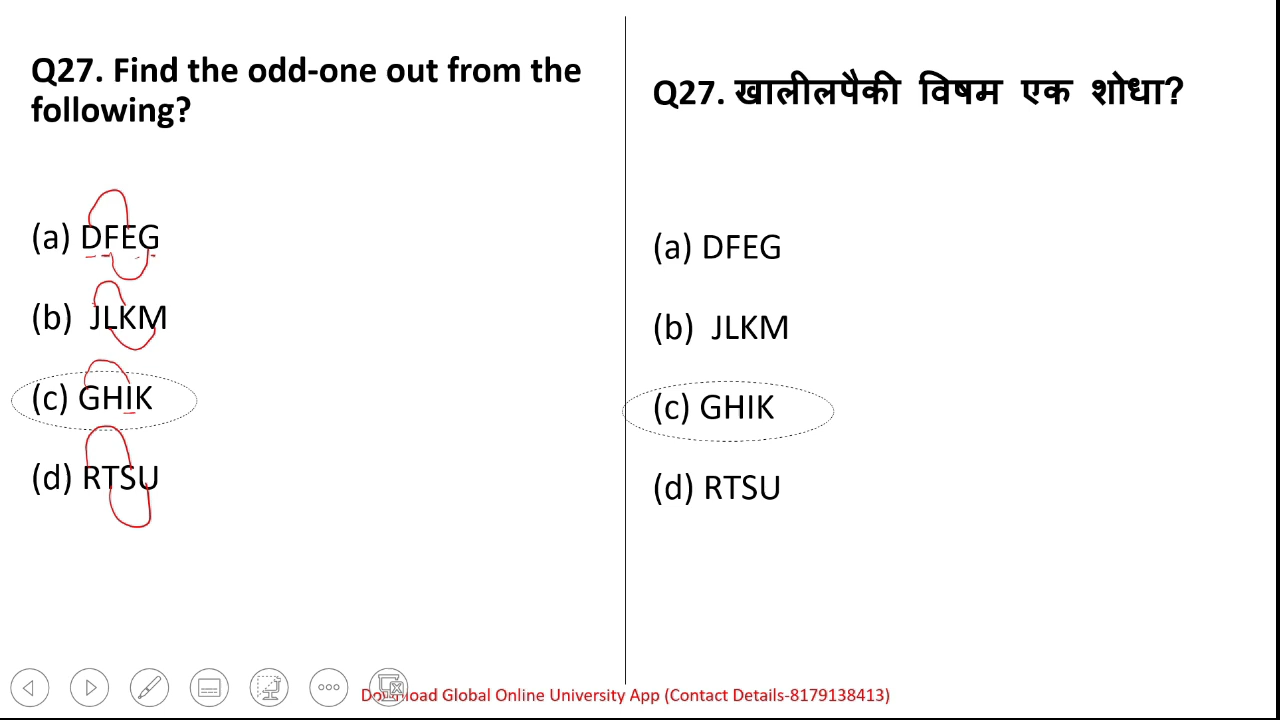 Q27. Find the odd-one out from the
following?
(a) DFEG
(b) JLKM
(c) GHIK
(d) RTSU
Q27. खालीलपैकी विषम एक शोधा?
(a) DFEG
(b) JLKM
(c) GHIK
(d) RTSU
Download Global Online University App (Contact Details-8179138413)